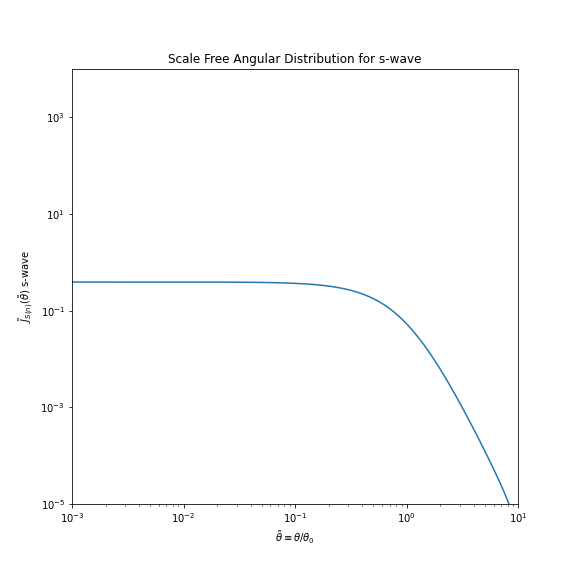 Scale Free Angular Distribution for s-wave
10³
10¹
10⁻¹
10⁻³
10⁻⁵
J̃_{S(n)}(θ̃) s-wave
10⁻³ 10⁻² 10⁻¹ 10⁰ 10¹
θ̃ ≡ θ/θ₀